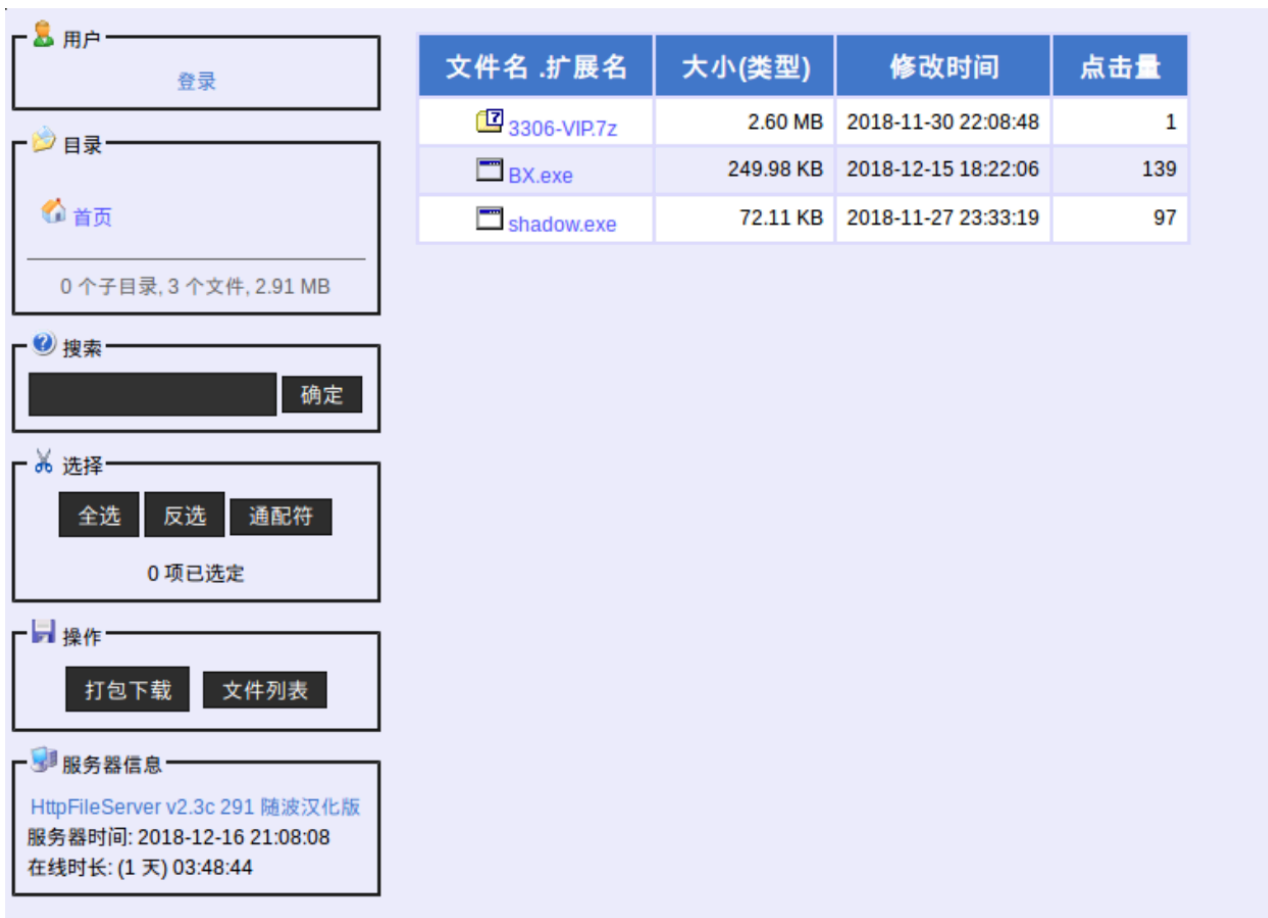 用户
登录
目录
首页
0 个子目录, 3 个文件, 2.91 MB
搜索
确定
选择
全选 反选 通配符
0 项已选定
操作
打包下载 文件列表
服务器信息
HttpFileServer v2.3c 291 随波汉化版
服务器时间: 2018-12-16 21:08:08
在线时长: (1 天) 03:48:44
文件名 .扩展名 大小(类型) 修改时间 点击量
3306-VIP.7z 2.60 MB 2018-11-30 22:08:48 1
BX.exe 249.98 KB 2018-12-15 18:22:06 139
shadow.exe 72.11 KB 2018-11-27 23:33:19 97